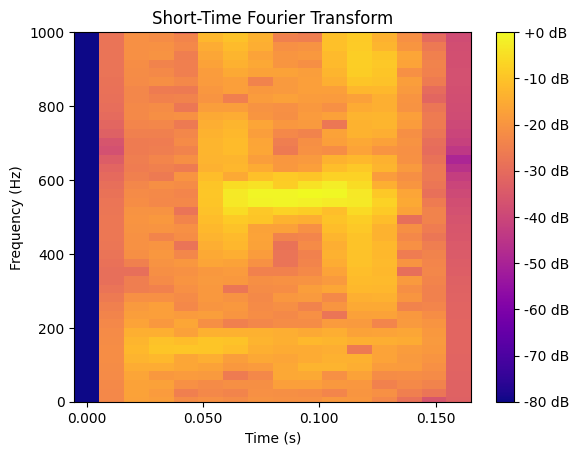 Short-Time Fourier Transform
Frequency (Hz)
1000
800
600
400
200
0
0.000
0.050
0.100
0.150
Time (s)
+0 dB
-10 dB
-20 dB
-30 dB
-40 dB
-50 dB
-60 dB
-70 dB
-80 dB